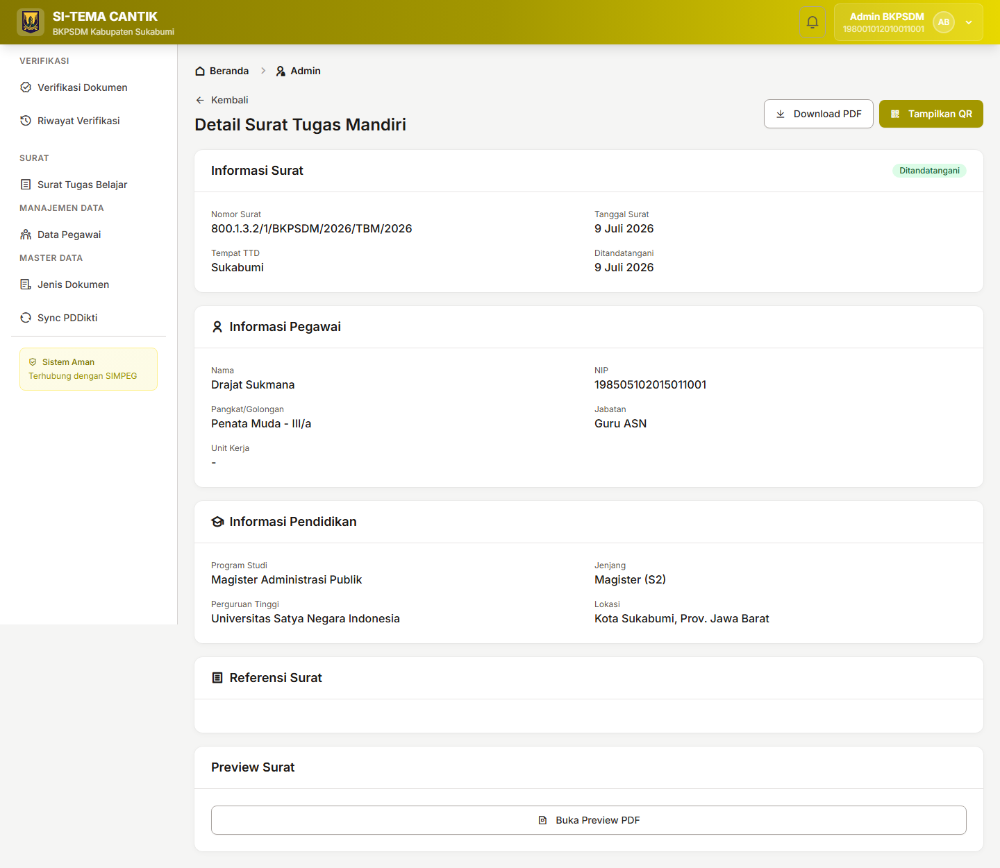 SI-TEMA CANTIK
BKPSDM Kabupaten Sukabumi
Admin BKPSDM
198001012010011001
AB
VERIFIKASI
Verifikasi Dokumen
Riwayat Verifikasi
SURAT
Surat Tugas Belajar
MANAJEMEN DATA
Data Pegawai
MASTER DATA
Jenis Dokumen
Sync PDDikti
Sistem Aman
Terhubung dengan SIMPEG
Beranda
Admin
Kembali
Detail Surat Tugas Mandiri
Download PDF
Tampilkan QR
Informasi Surat
Ditandatangani
Nomor Surat
800.1.3.2/1/BKPSDM/2026/TBM/2026
Tanggal Surat
9 Juli 2026
Tempat TTD
Sukabumi
Ditandatangani
9 Juli 2026
Informasi Pegawai
Nama
Drajat Sukmana
NIP
198505102015011001
Pangkat/Golongan
Penata Muda - III/a
Jabatan
Guru ASN
Unit Kerja
-
Informasi Pendidikan
Program Studi
Magister Administrasi Publik
Jenjang
Magister (S2)
Perguruan Tinggi
Universitas Satya Negara Indonesia
Lokasi
Kota Sukabumi, Prov. Jawa Barat
Referensi Surat
Preview Surat
Buka Preview PDF